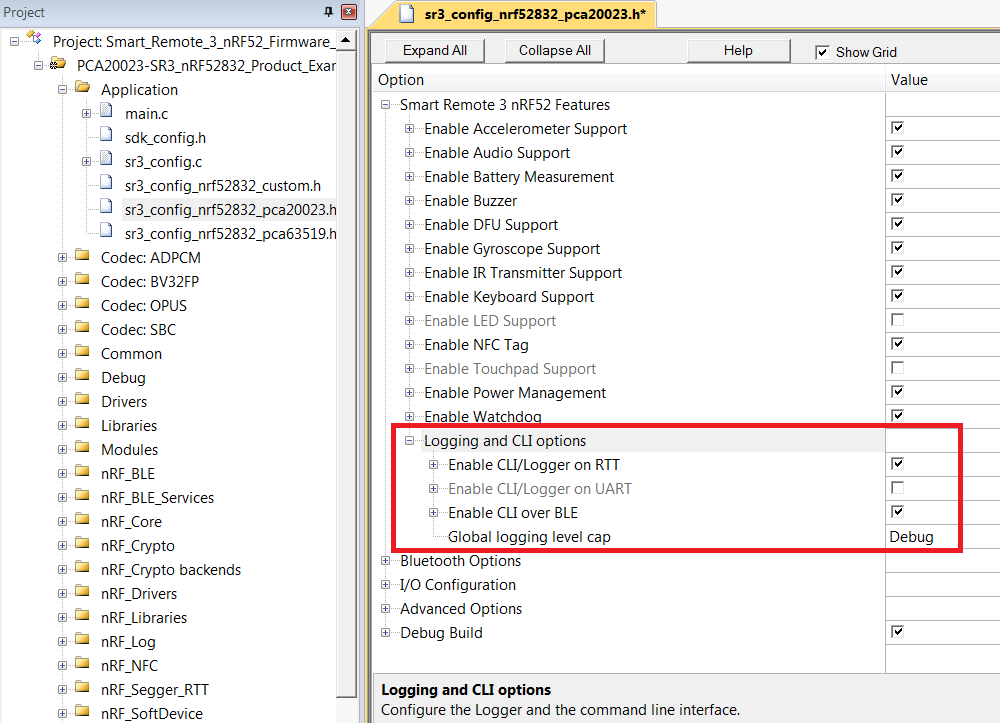 Project
Project: Smart_Remote_3_nRF52_Firmware_
PCA20023-SR3_nRF52832_Product_Exar
Application
main.c
sdk_config.h
sr3_config.c
sr3_config_nrf52832_custom.h
sr3_config_nrf52832_pca20023.h
sr3_config_nrf52832_pca63519.h
Codec: ADPCM
Codec: BV32FP
Codec: OPUS
Codec: SBC
Common
Debug
Drivers
Libraries
Modules
nRF_BLE
nRF_BLE_Services
nRF_Core
nRF_Crypto
nRF_Crypto backends
nRF_Drivers
nRF_Libraries
nRF_Log
nRF_NFC
nRF_Segger_RTT
nRF_SoftDevice
sr3_config_nrf52832_pca20023.h*
Expand All Collapse All Help Show Grid
Option Value
Smart Remote 3 nRF52 Features
Enable Accelerometer Support
Enable Audio Support
Enable Battery Measurement
Enable Buzzer
Enable DFU Support
Enable Gyroscope Support
Enable IR Transmitter Support
Enable Keyboard Support
Enable LED Support
Enable NFC Tag
Enable Touchpad Support
Enable Power Management
Enable Watchdog
Logging and CLI options
Enable CLI/Logger on RTT
Enable CLI/Logger on UART
Enable CLI over BLE
Global logging level cap Debug
Bluetooth Options
I/O Configuration
Advanced Options
Debug Build
Logging and CLI options
Configure the Logger and the command line interface.